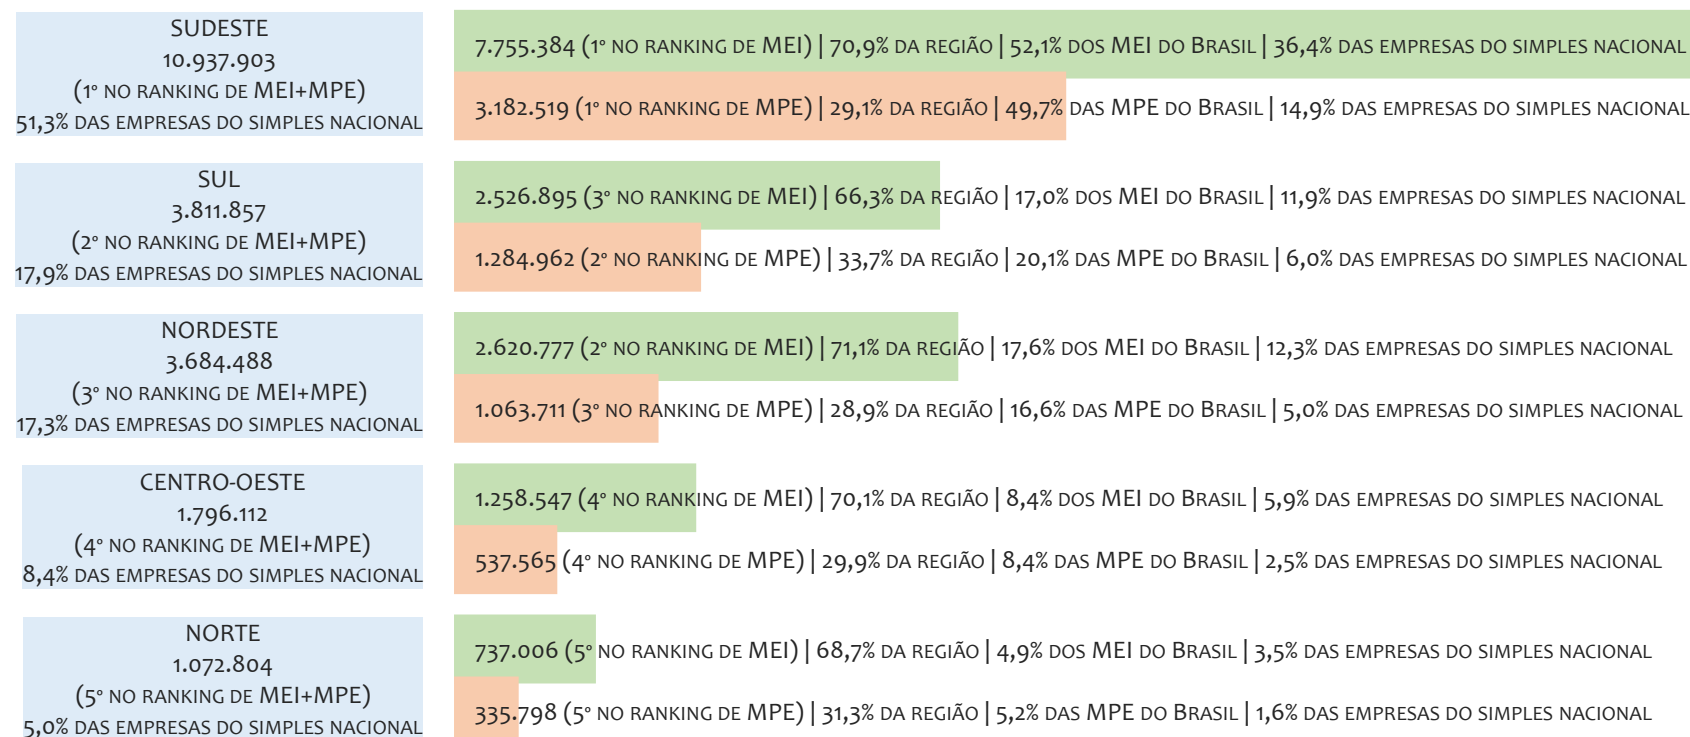 SUDESTE
10.937.903
(1º NO RANKING DE MEI+MPE)
51,3% DAS EMPRESAS DO SIMPLES NACIONAL
7.755.384 (1º NO RANKING DE MEI) | 70,9% DA REGIÃO | 52,1% DOS MEI DO BRASIL | 36,4% DAS EMPRESAS DO SIMPLES NACIONAL
3.182.519 (1º NO RANKING DE MPE) | 29,1% DA REGIÃO | 49,7% DAS MPE DO BRASIL | 14,9% DAS EMPRESAS DO SIMPLES NACIONAL
SUL
3.811.857
(2º NO RANKING DE MEI+MPE)
17,9% DAS EMPRESAS DO SIMPLES NACIONAL
2.526.895 (3º NO RANKING DE MEI) | 66,3% DA REGIÃO | 17,0% DOS MEI DO BRASIL | 11,9% DAS EMPRESAS DO SIMPLES NACIONAL
1.284.962 (2º NO RANKING DE MPE) | 33,7% DA REGIÃO | 20,1% DAS MPE DO BRASIL | 6,0% DAS EMPRESAS DO SIMPLES NACIONAL
NORDESTE
3.684.488
(3º NO RANKING DE MEI+MPE)
17,3% DAS EMPRESAS DO SIMPLES NACIONAL
2.620.777 (2º NO RANKING DE MEI) | 71,1% DA REGIÃO | 17,6% DOS MEI DO BRASIL | 12,3% DAS EMPRESAS DO SIMPLES NACIONAL
1.063.711 (3º NO RANKING DE MPE) | 28,9% DA REGIÃO | 16,6% DAS MPE DO BRASIL | 5,0% DAS EMPRESAS DO SIMPLES NACIONAL
CENTRO-OESTE
1.796.112
(4º NO RANKING DE MEI+MPE)
8,4% DAS EMPRESAS DO SIMPLES NACIONAL
1.258.547 (4º NO RANKING DE MEI) | 70,1% DA REGIÃO | 8,4% DOS MEI DO BRASIL | 5,9% DAS EMPRESAS DO SIMPLES NACIONAL
537.565 (4º NO RANKING DE MPE) | 29,9% DA REGIÃO | 8,4% DAS MPE DO BRASIL | 2,5% DAS EMPRESAS DO SIMPLES NACIONAL
NORTE
1.072.804
(5º NO RANKING DE MEI+MPE)
5,0% DAS EMPRESAS DO SIMPLES NACIONAL
737.006 (5º NO RANKING DE MEI) | 68,7% DA REGIÃO | 4,9% DOS MEI DO BRASIL | 3,5% DAS EMPRESAS DO SIMPLES NACIONAL
335.798 (5º NO RANKING DE MPE) | 31,3% DA REGIÃO | 5,2% DAS MPE DO BRASIL | 1,6% DAS EMPRESAS DO SIMPLES NACIONAL